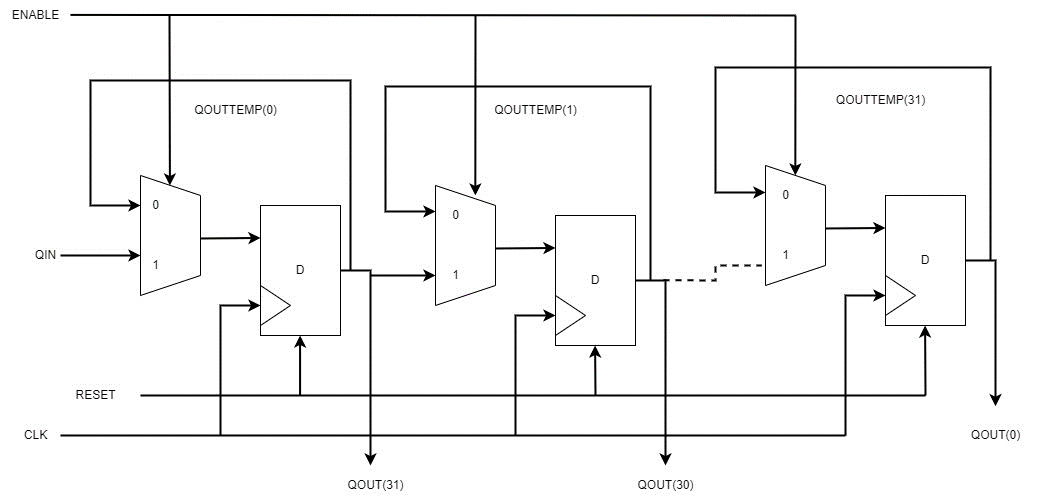 ENABLE
QOUTTEMP(0)
QOUTTEMP(1)
QOUTTEMP(31)
0
0
0
QIN
1
D
1
D
1
D
RESET
CLK
QOUT(31)
QOUT(30)
QOUT(0)